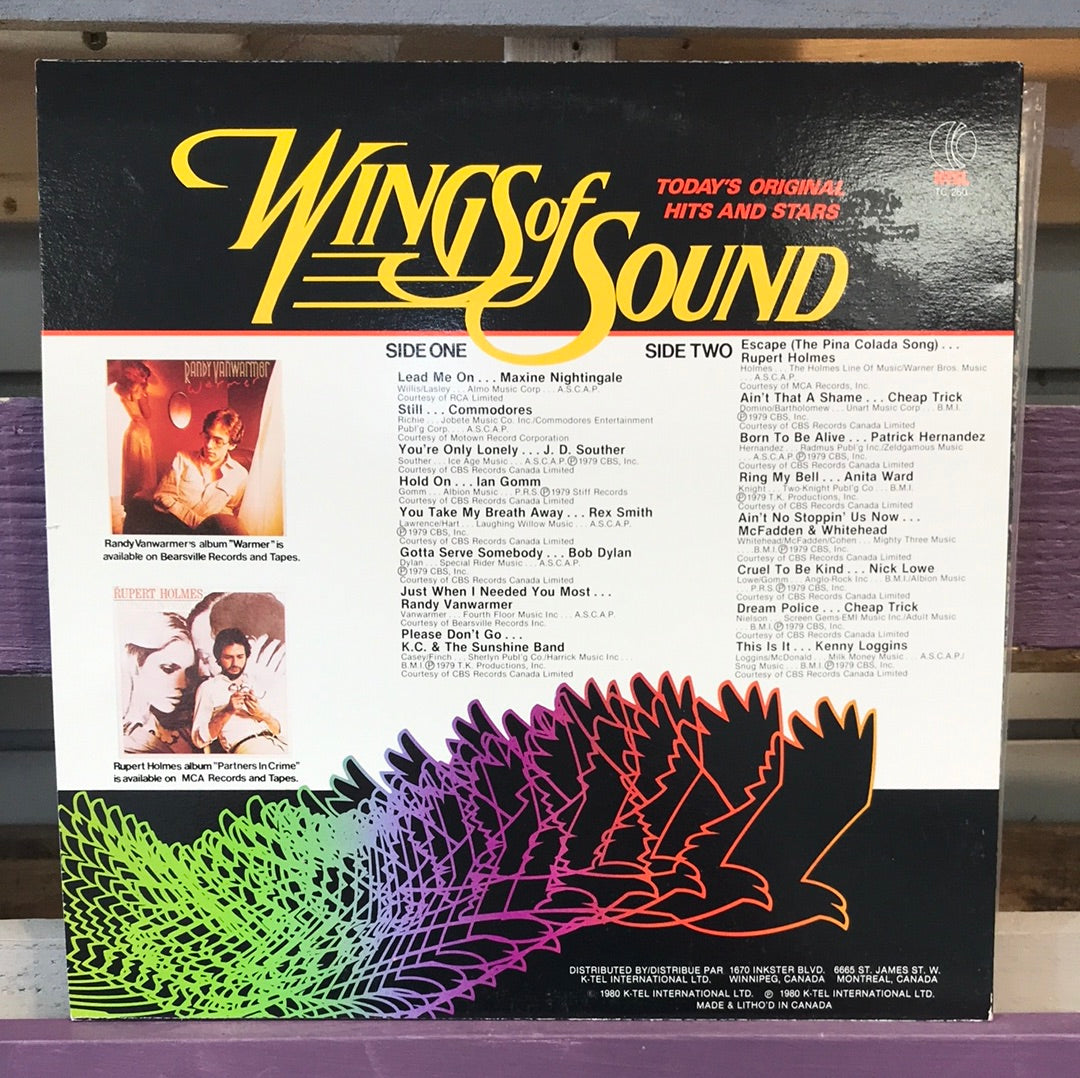 WINGS of SOUND
TODAY'S ORIGINAL
HITS AND STARS
TC 260
SIDE ONE
Lead Me On . . . Maxine Nightingale
Willis/Lasley . . . Almo Music Corp . . . A.S.C.A.P.
Courtesy of RCA Limited
Still . . . Commodores
Richie . . . Jobete Music Co. Inc./Commodores Entertainment
Publ'g Corp. . . . A.S.C.A.P.
Courtesy of Motown Record Corporation
You're Only Lonely . . . J. D. Souther
Souther . . . Ice Age Music . . . A.S.C.A.P. ℗ 1979 CBS, Inc.
Courtesy of CBS Records Canada Limited
Hold On . . . Ian Gomm
Gomm . . . Albion Music . . . P.R.S. ℗ 1979 Stiff Records
Courtesy of CBS Records Canada Limited
You Take My Breath Away . . . Rex Smith
Lawrence/Hart . . . Laughing Willow Music . . . A.S.C.A.P.
℗ 1979 CBS, Inc.
Courtesy of CBS Records Canada Limited
Gotta Serve Somebody . . . Bob Dylan
Dylan . . . Special Rider Music . . . A.S.C.A.P.
℗ 1979 CBS, Inc.
Courtesy of CBS Records Canada Limited
Just When I Needed You Most . . .
Randy Vanwarmer
Vanwarmer . . . Fourth Floor Music Inc . . . A.S.C.A.P.
Courtesy of Bearsville Records Inc.
Please Don't Go . . .
K.C. & The Sunshine Band
Casey/Finch . . . Sherlyn Publ'g Co./Harrick Music Inc . . .
B.M.I. ℗ 1979 T.K. Productions, Inc.
Courtesy of CBS Records Canada Limited
SIDE TWO
Escape (The Pina Colada Song) . . .
Rupert Holmes
Holmes . . . The Holmes Line Of Music/Warner Bros. Music
. . . A.S.C.A.P.
Courtesy of MCA Records, Inc.
Ain't That A Shame . . . Cheap Trick
Domino/Bartholomew . . . Unart Music Corp . . . B.M.I.
℗ 1979 CBS, Inc.
Courtesy of CBS Records Canada Limited
Born To Be Alive . . . Patrick Hernandez
Hernandez . . . Radmus Publ'g Inc./Zeldgamous Music
. . . A.S.C.A.P. ℗ 1979 CBS, Inc.
Courtesy of CBS Records Canada Limited
Ring My Bell . . . Anita Ward
Knight . . . Two-Knight Publ'g Co . . . B.M.I.
℗ 1979 T.K. Productions, Inc.
Courtesy of CBS Records Canada Limited
Ain't No Stoppin' Us Now . . .
McFadden & Whitehead
Whitehead/McFadden/Cohen . . . Mighty Three Music
. . . B.M.I. ℗ 1979 CBS, Inc.
Courtesy of CBS Records Canada Limited
Cruel To Be Kind . . . Nick Lowe
Lowe/Gomm . . . Anglo-Rock Inc . . . B.M.I./Albion Music
. . . P.R.S. ℗ 1979 CBS, Inc.
Courtesy of CBS Records Canada Limited
Dream Police . . . Cheap Trick
Nielson . . . Screen Gems-EMI Music Inc./Adult Music
. . . B.M.I. ℗ 1979 CBS, Inc.
Courtesy of CBS Records Canada Limited
This Is It . . . Kenny Loggins
Loggins/McDonald . . . Milk Money Music . . . A.S.C.A.P./
Snug Music . . . B.M.I. ℗ 1979 CBS, Inc.
Courtesy of CBS Records Canada Limited
RANDY VANWARMER
Warmer
Randy Vanwarmer's album "Warmer" is
available on Bearsville Records and Tapes.
RUPERT HOLMES
Rupert Holmes album "Partners In Crime"
is available on MCA Records and Tapes.
DISTRIBUTED BY/DISTRIBUE PAR 1670 INKSTER BLVD. 6665 ST. JAMES ST. W.
K-TEL INTERNATIONAL LTD. WINNIPEG, CANADA MONTREAL, CANADA
© 1980 K-TEL INTERNATIONAL LTD. ℗ 1980 K-TEL INTERNATIONAL LTD.
MADE & LITHO'D IN CANADA